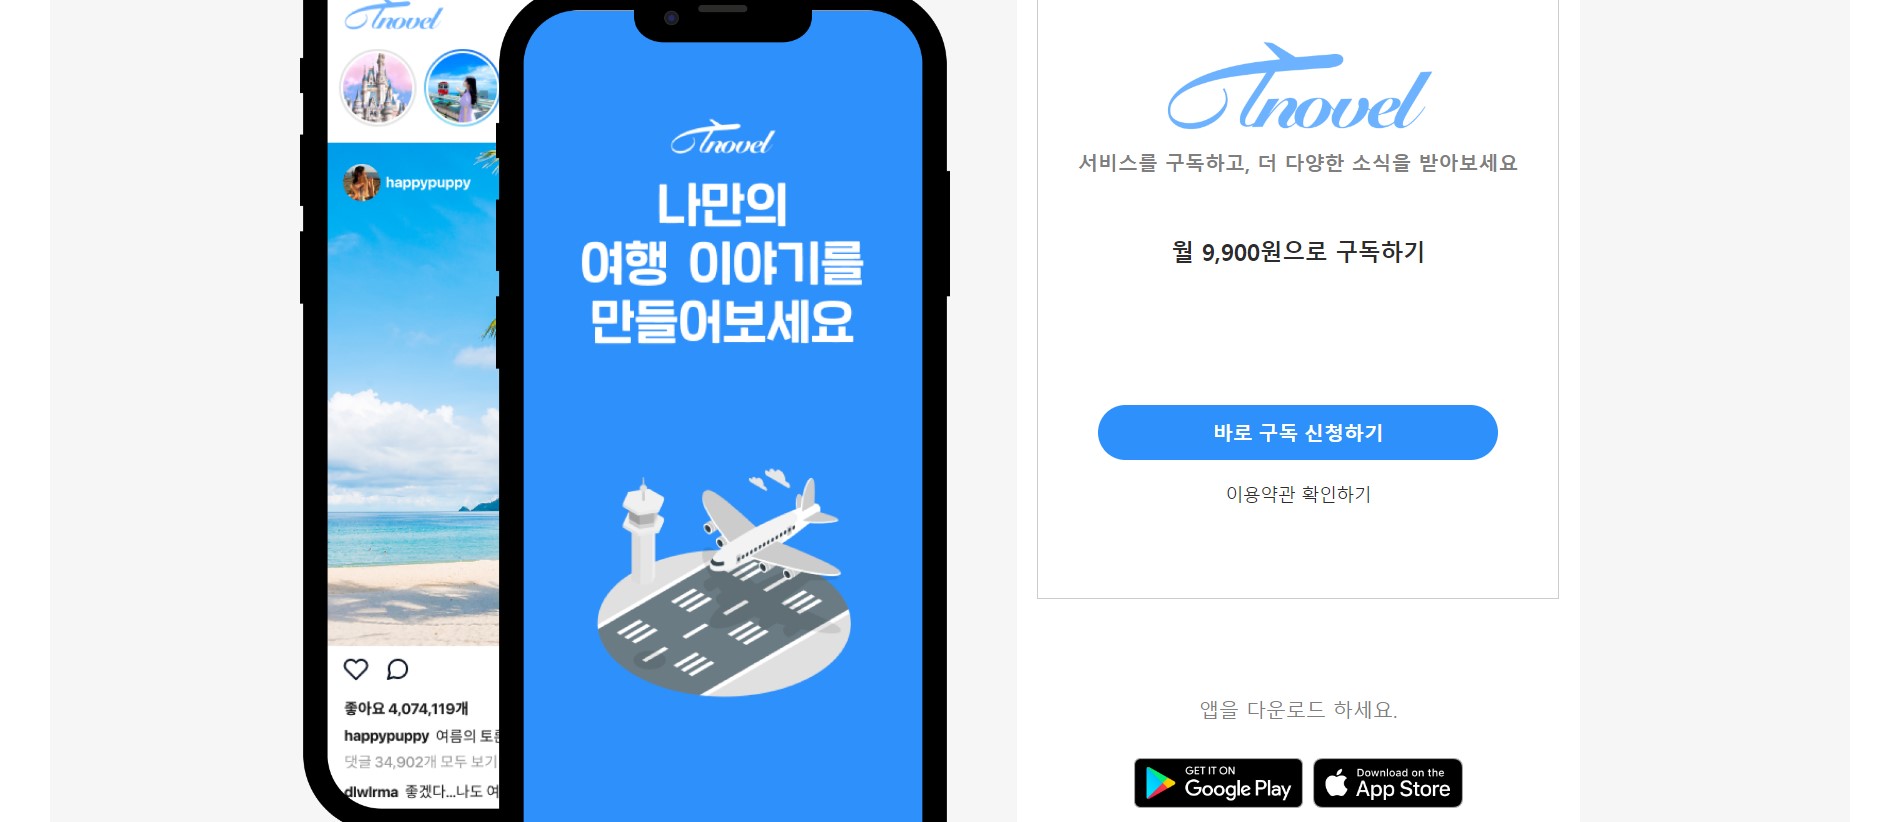 Tnovel
happypuppy
좋아요 4,074,119개
happypuppy 여름의
댓글 34,902개 모두 보기
dlwlrma 좋겠다...나도
Tnovel
나만의
여행 이야기를
만들어보세요
Tnovel
서비스를 구독하고, 더 다양한 소식을 받아보세요
월 9,900원으로 구독하기
바로 구독 신청하기
이용약관 확인하기
앱을 다운로드 하세요.
GET IT ON
Google Play
Download on the
App Store